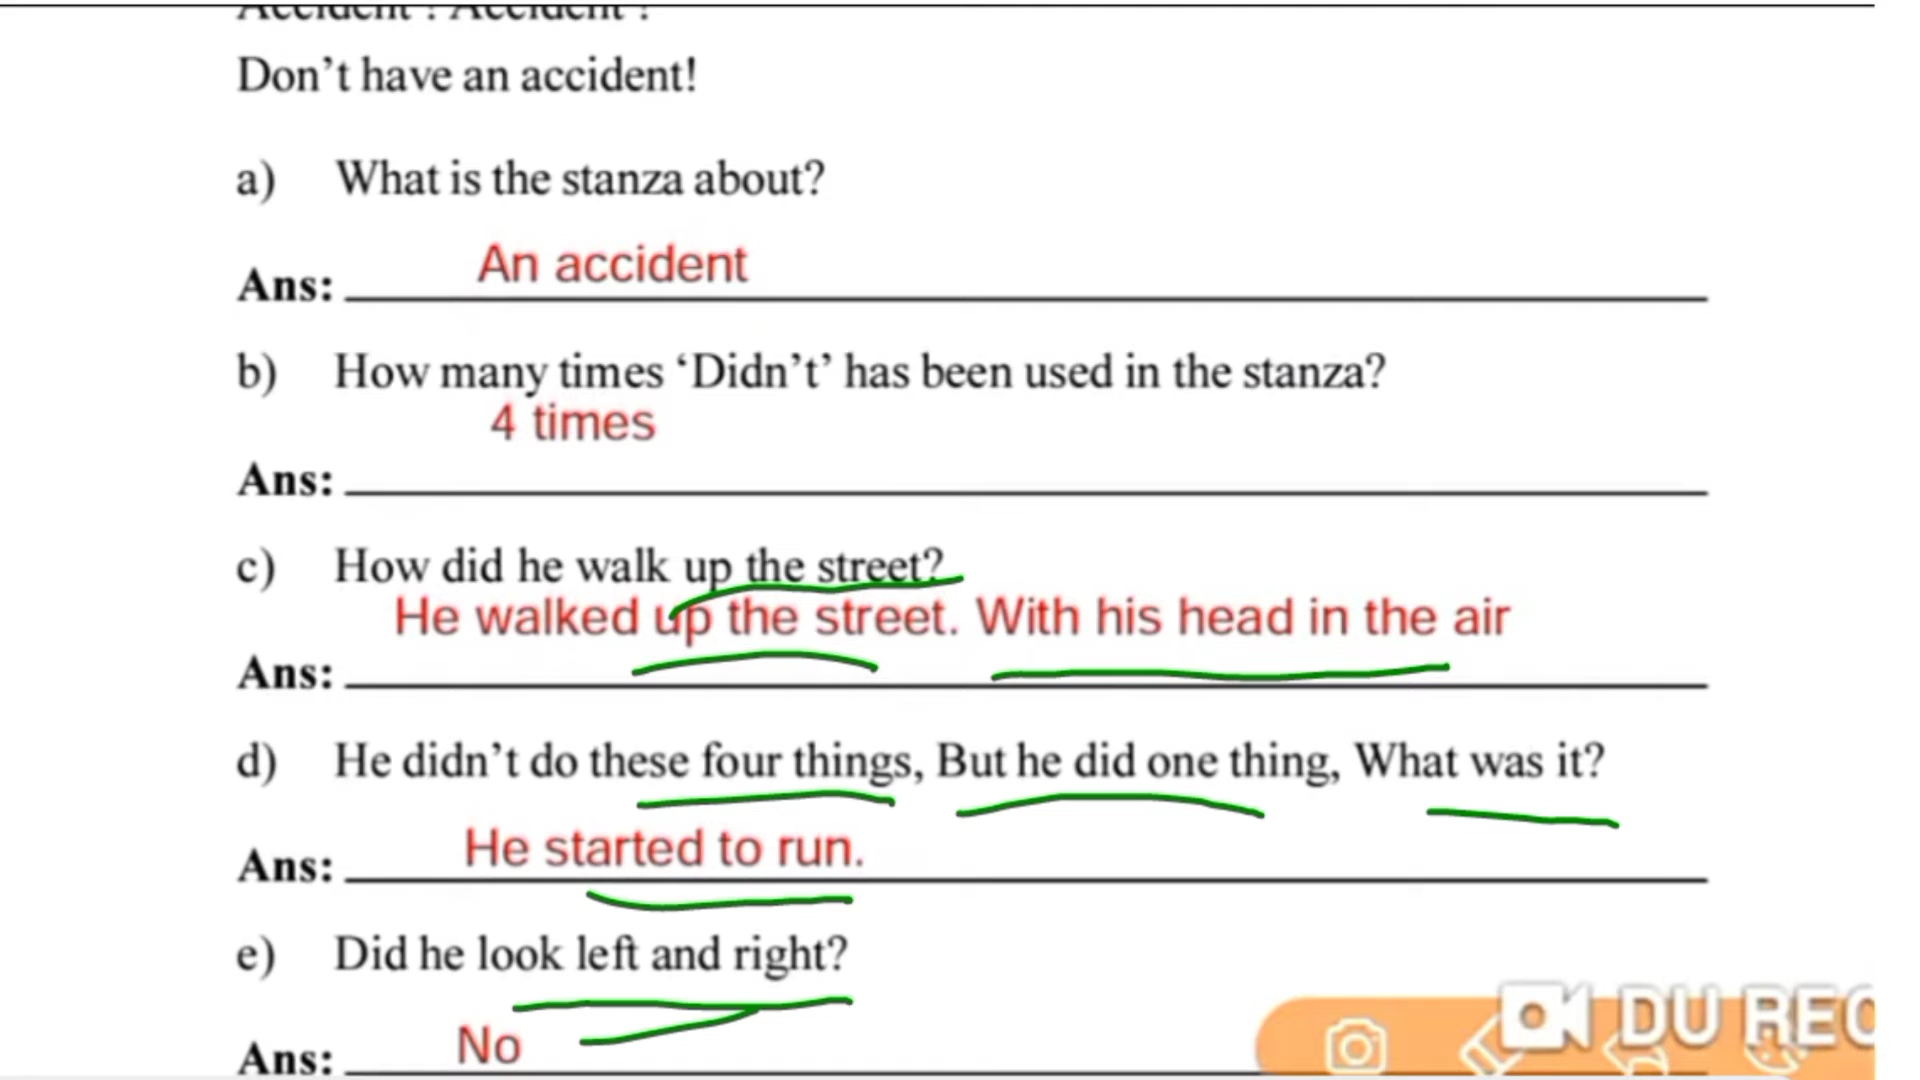 Accident ! Accident !
Don’t have an accident!
a) What is the stanza about?
An accident
Ans:
b) How many times ‘Didn’t’ has been used in the stanza?
4 times
Ans:
c) How did he walk up the street?
He walked up the street. With his head in the air
Ans:
d) He didn’t do these four things, But he did one thing, What was it?
He started to run.
Ans:
e) Did he look left and right?
No
Ans:
DU REC